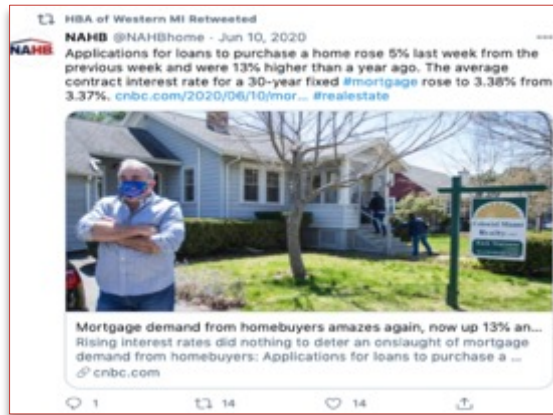 HBA of Western MI Retweeted
NAHB @NAHBhome · Jun 10, 2020
NAHB
Applications for loans to purchase a home rose 5% last week from the
previous week and were 13% higher than a year ago. The average
contract interest rate for a 30-year fixed #mortgage rose to 3.38% from
3.37%. cnbc.com/2020/06/10/mor... #realestate
Realty
Mortgage demand from homebuyers amazes again, now up 13% an...
Rising interest rates did nothing to deter an onslaught of mortgage
demand from homebuyers: Applications for loans to purchase a ...
cnbc.com
1 14 14